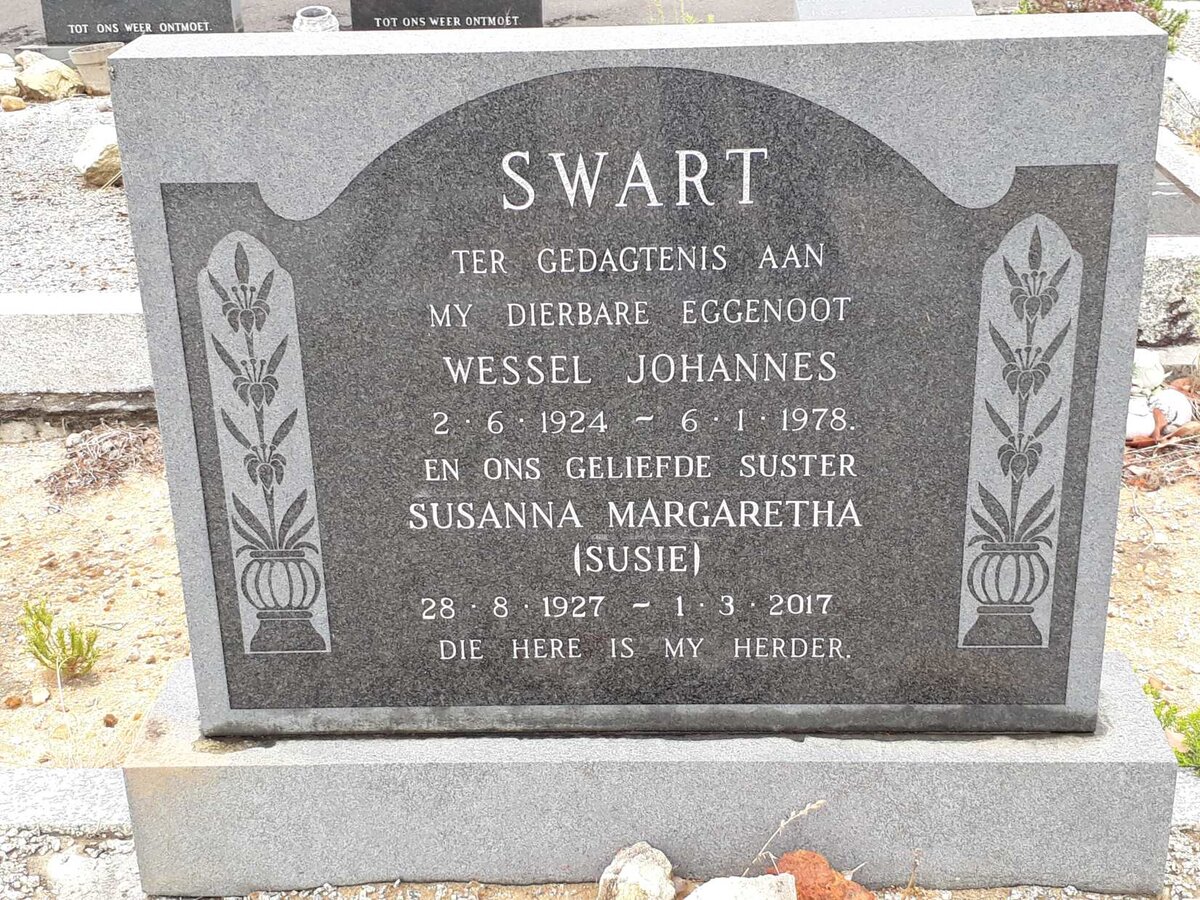 TOT ONS WEER ONTMOET.
TOT ONS WEER ONTMOET
SWART
TER GEDAGTENIS AAN
MY DIERBARE EGGENOOT
WESSEL JOHANNES
2 · 6 · 1924 ~ 6 · 1 · 1978.
EN ONS GELIEFDE SUSTER
SUSANNA MARGARETHA
(SUSIE)
28 · 8 · 1927 ~ 1 · 3 · 2017
DIE HERE IS MY HERDER.